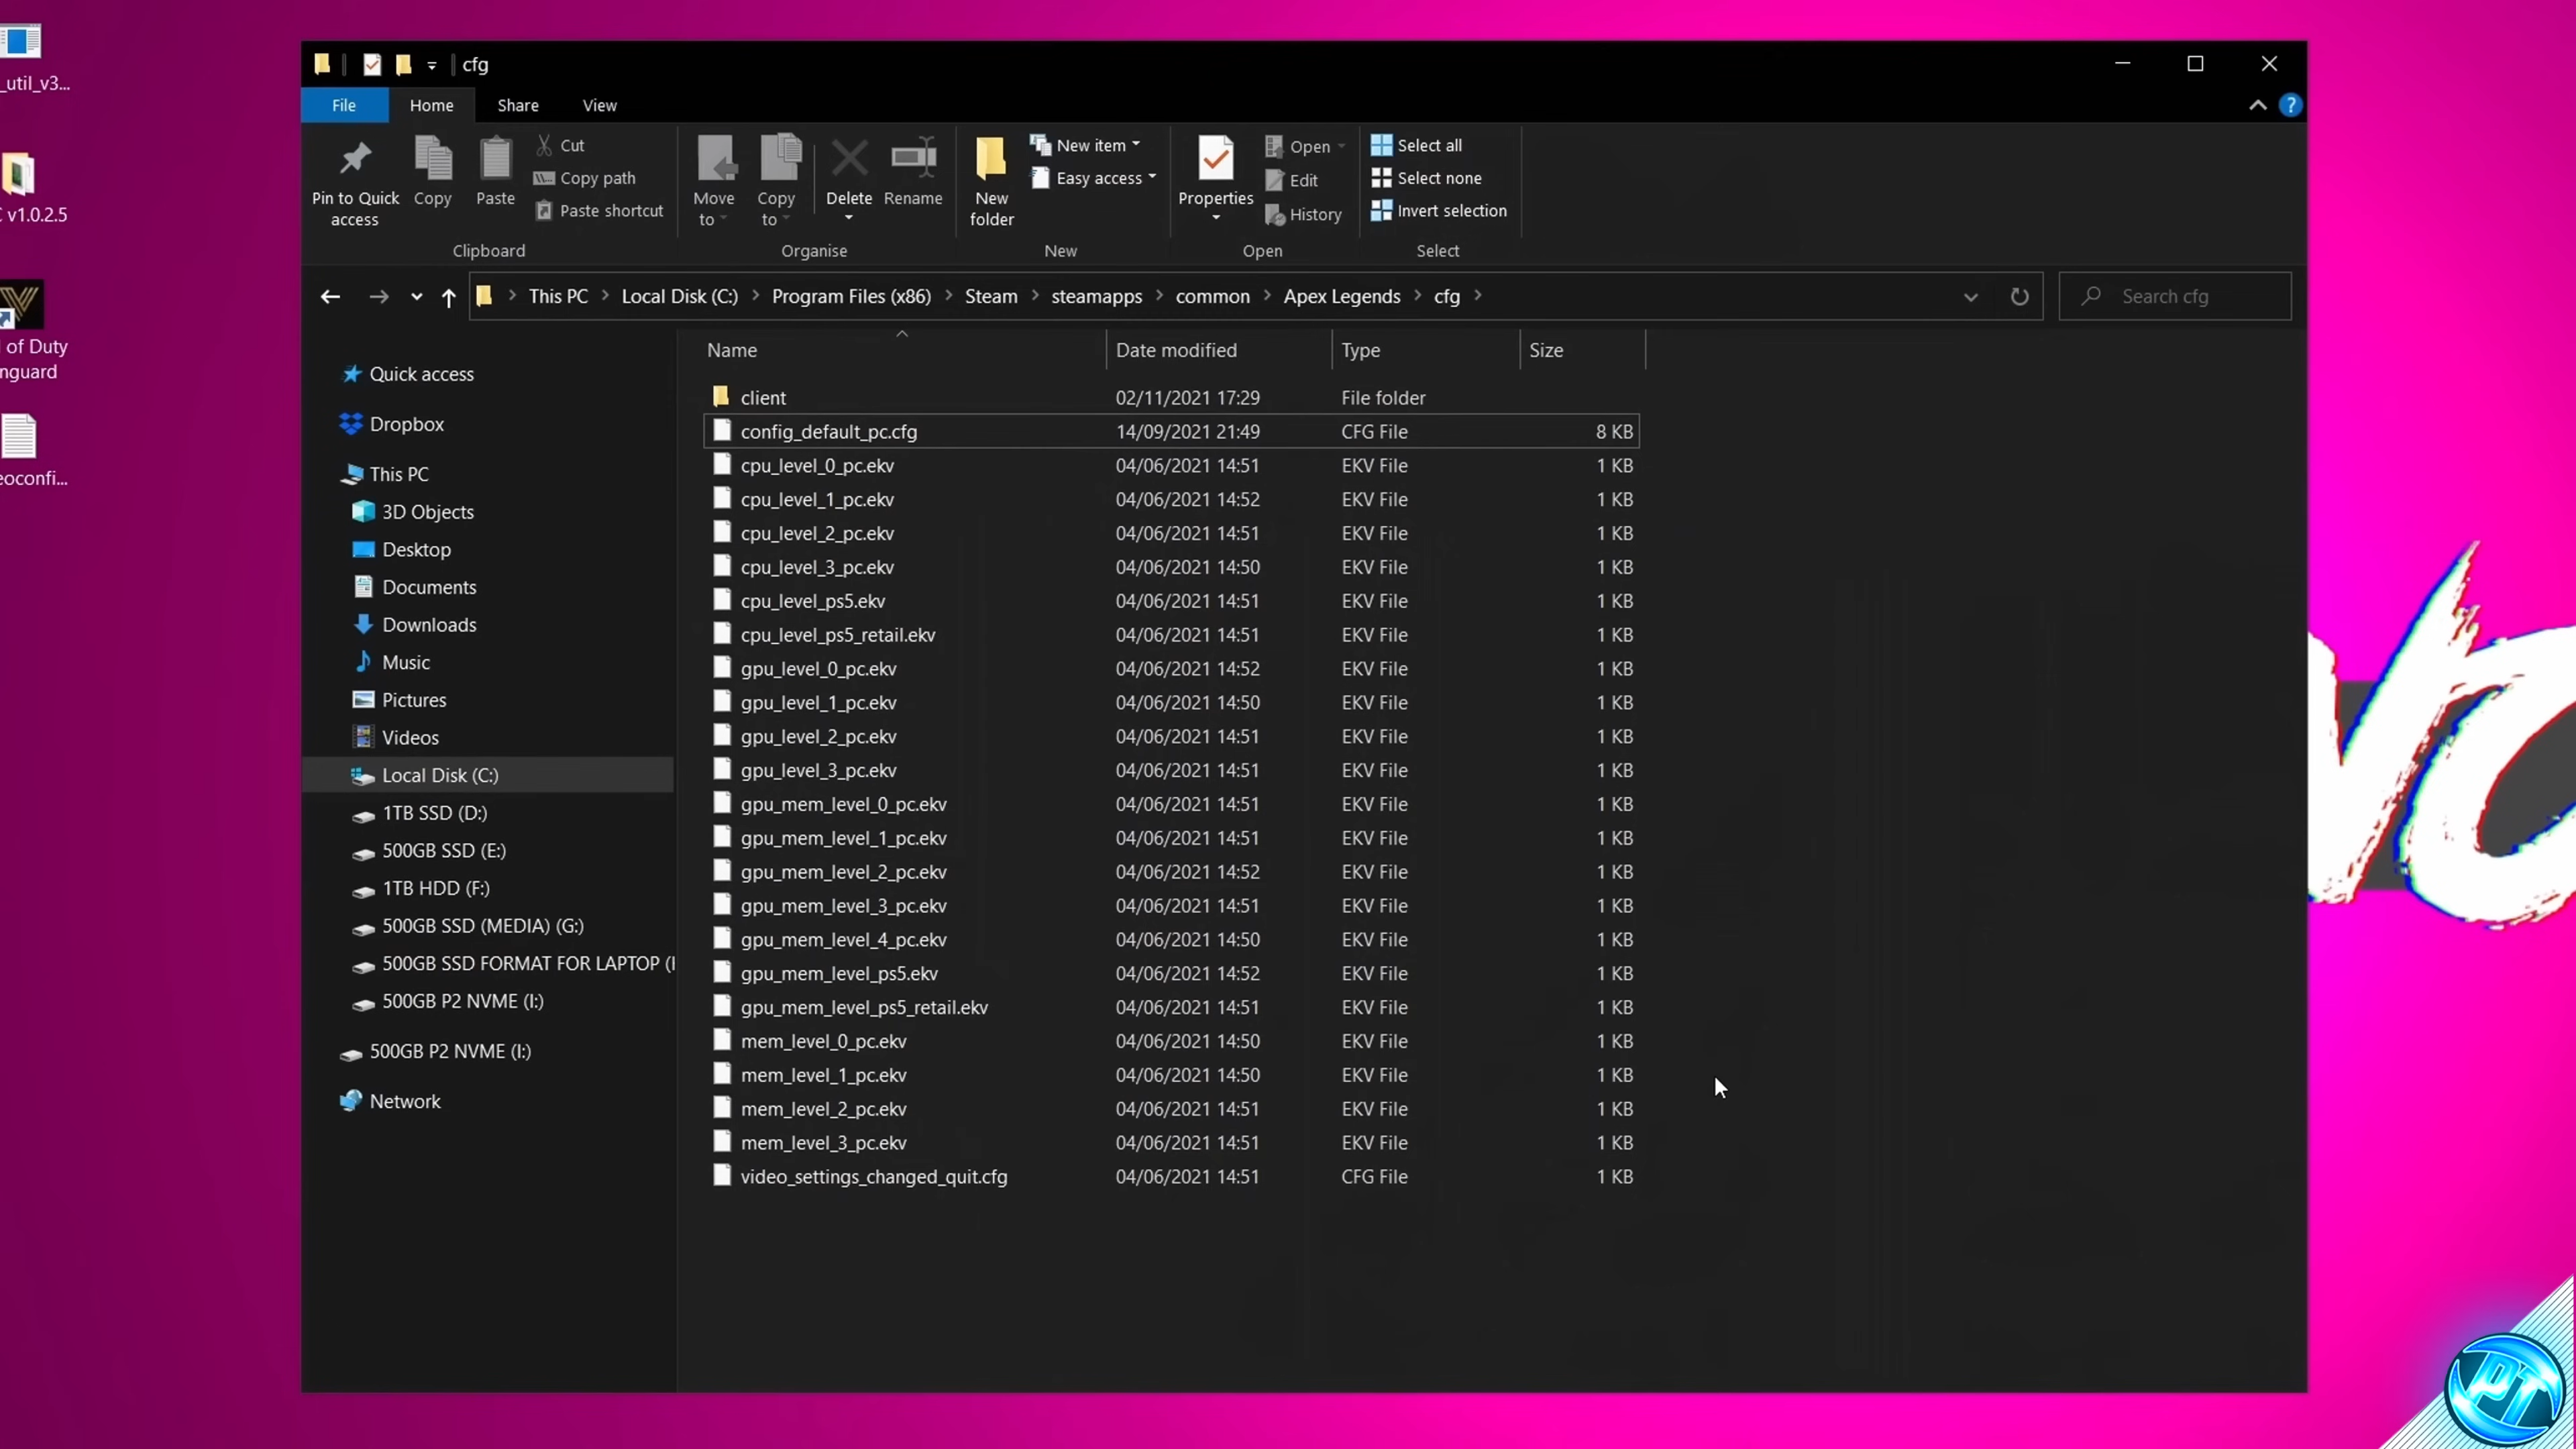 _util_v3...
C v1.0.2.5
l of Duty
nguard
eoconfi...
cfg
File Home Share View
Pin to Quick access
Copy
Paste
Cut
Copy path
Paste shortcut
Clipboard
Move to
Copy to
Delete
Rename
Organise
New folder
New item
Easy access
New
Properties
Open
Edit
History
Open
Select all
Select none
Invert selection
Select
This PC > Local Disk (C:) > Program Files (x86) > Steam > steamapps > common > Apex Legends > cfg >
Search cfg
Quick access
Dropbox
This PC
3D Objects
Desktop
Documents
Downloads
Music
Pictures
Videos
Local Disk (C:)
1TB SSD (D:)
500GB SSD (E:)
1TB HDD (F:)
500GB SSD (MEDIA) (G:)
500GB SSD FORMAT FOR LAPTOP (
500GB P2 NVME (I:)
500GB P2 NVME (I:)
Network
Name Date modified Type Size
client 02/11/2021 17:29 File folder
config_default_pc.cfg 14/09/2021 21:49 CFG File 8 KB
cpu_level_0_pc.ekv 04/06/2021 14:51 EKV File 1 KB
cpu_level_1_pc.ekv 04/06/2021 14:52 EKV File 1 KB
cpu_level_2_pc.ekv 04/06/2021 14:51 EKV File 1 KB
cpu_level_3_pc.ekv 04/06/2021 14:50 EKV File 1 KB
cpu_level_ps5.ekv 04/06/2021 14:51 EKV File 1 KB
cpu_level_ps5_retail.ekv 04/06/2021 14:51 EKV File 1 KB
gpu_level_0_pc.ekv 04/06/2021 14:52 EKV File 1 KB
gpu_level_1_pc.ekv 04/06/2021 14:50 EKV File 1 KB
gpu_level_2_pc.ekv 04/06/2021 14:51 EKV File 1 KB
gpu_level_3_pc.ekv 04/06/2021 14:51 EKV File 1 KB
gpu_mem_level_0_pc.ekv 04/06/2021 14:51 EKV File 1 KB
gpu_mem_level_1_pc.ekv 04/06/2021 14:51 EKV File 1 KB
gpu_mem_level_2_pc.ekv 04/06/2021 14:52 EKV File 1 KB
gpu_mem_level_3_pc.ekv 04/06/2021 14:51 EKV File 1 KB
gpu_mem_level_4_pc.ekv 04/06/2021 14:50 EKV File 1 KB
gpu_mem_level_ps5.ekv 04/06/2021 14:52 EKV File 1 KB
gpu_mem_level_ps5_retail.ekv 04/06/2021 14:51 EKV File 1 KB
mem_level_0_pc.ekv 04/06/2021 14:50 EKV File 1 KB
mem_level_1_pc.ekv 04/06/2021 14:50 EKV File 1 KB
mem_level_2_pc.ekv 04/06/2021 14:51 EKV File 1 KB
mem_level_3_pc.ekv 04/06/2021 14:51 EKV File 1 KB
video_settings_changed_quit.cfg 04/06/2021 14:51 CFG File 1 KB
PT